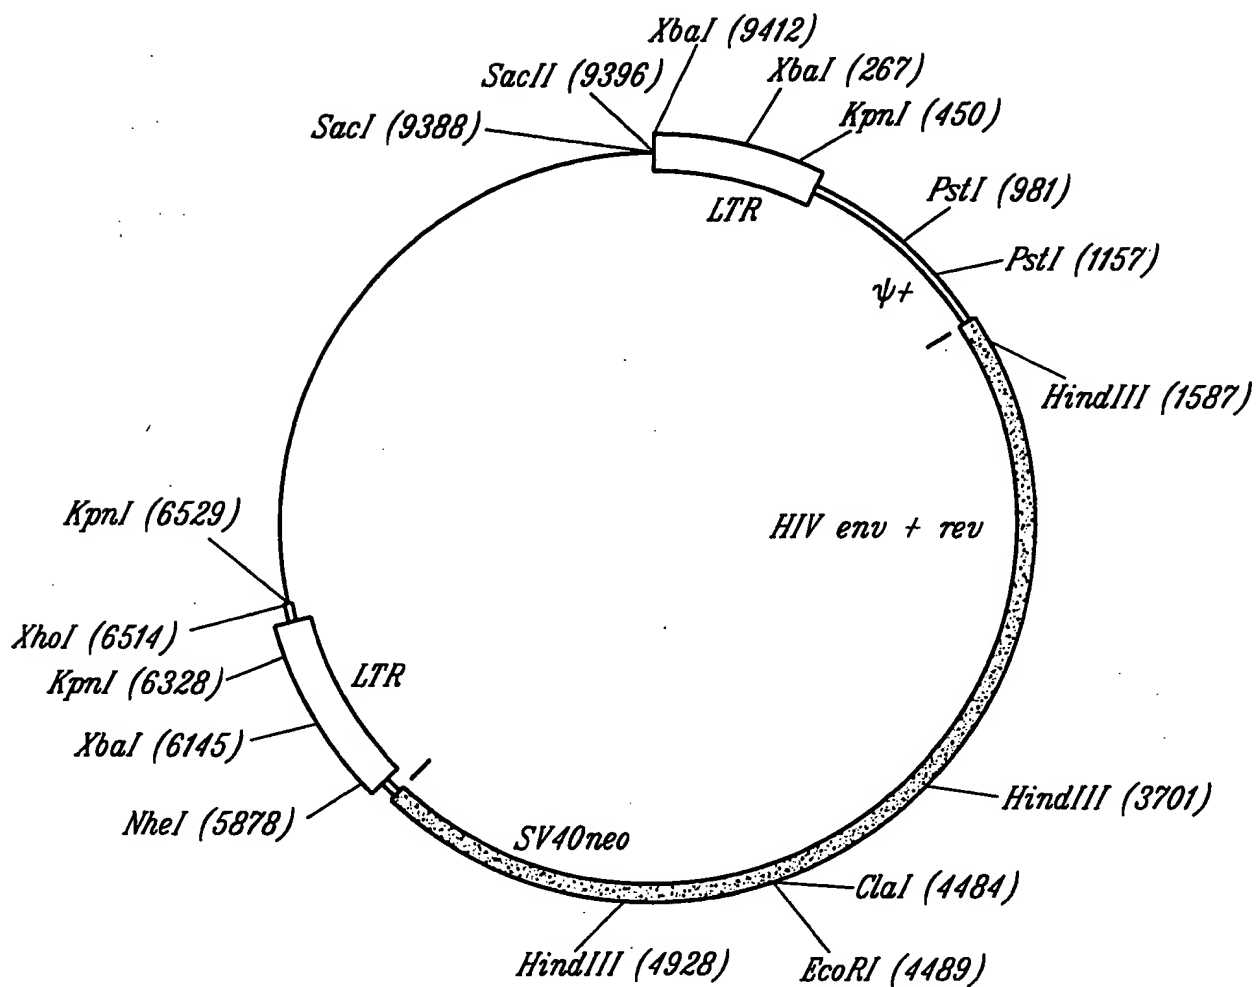 XbaI (9412)
SacII (9396)
XbaI (267)
SacI (9388)
KpnI (450)
LTR
PstI (981)
PstI (1157)
ψ+
HindIII (1587)
KpnI (6529)
HIV env + rev
XhoI (6514)
KpnI (6328)
LTR
XbaI (6145)
NheI (5878)
HindIII (3701)
SV40neo
ClaI (4484)
HindIII (4928)
EcoRI (4489)